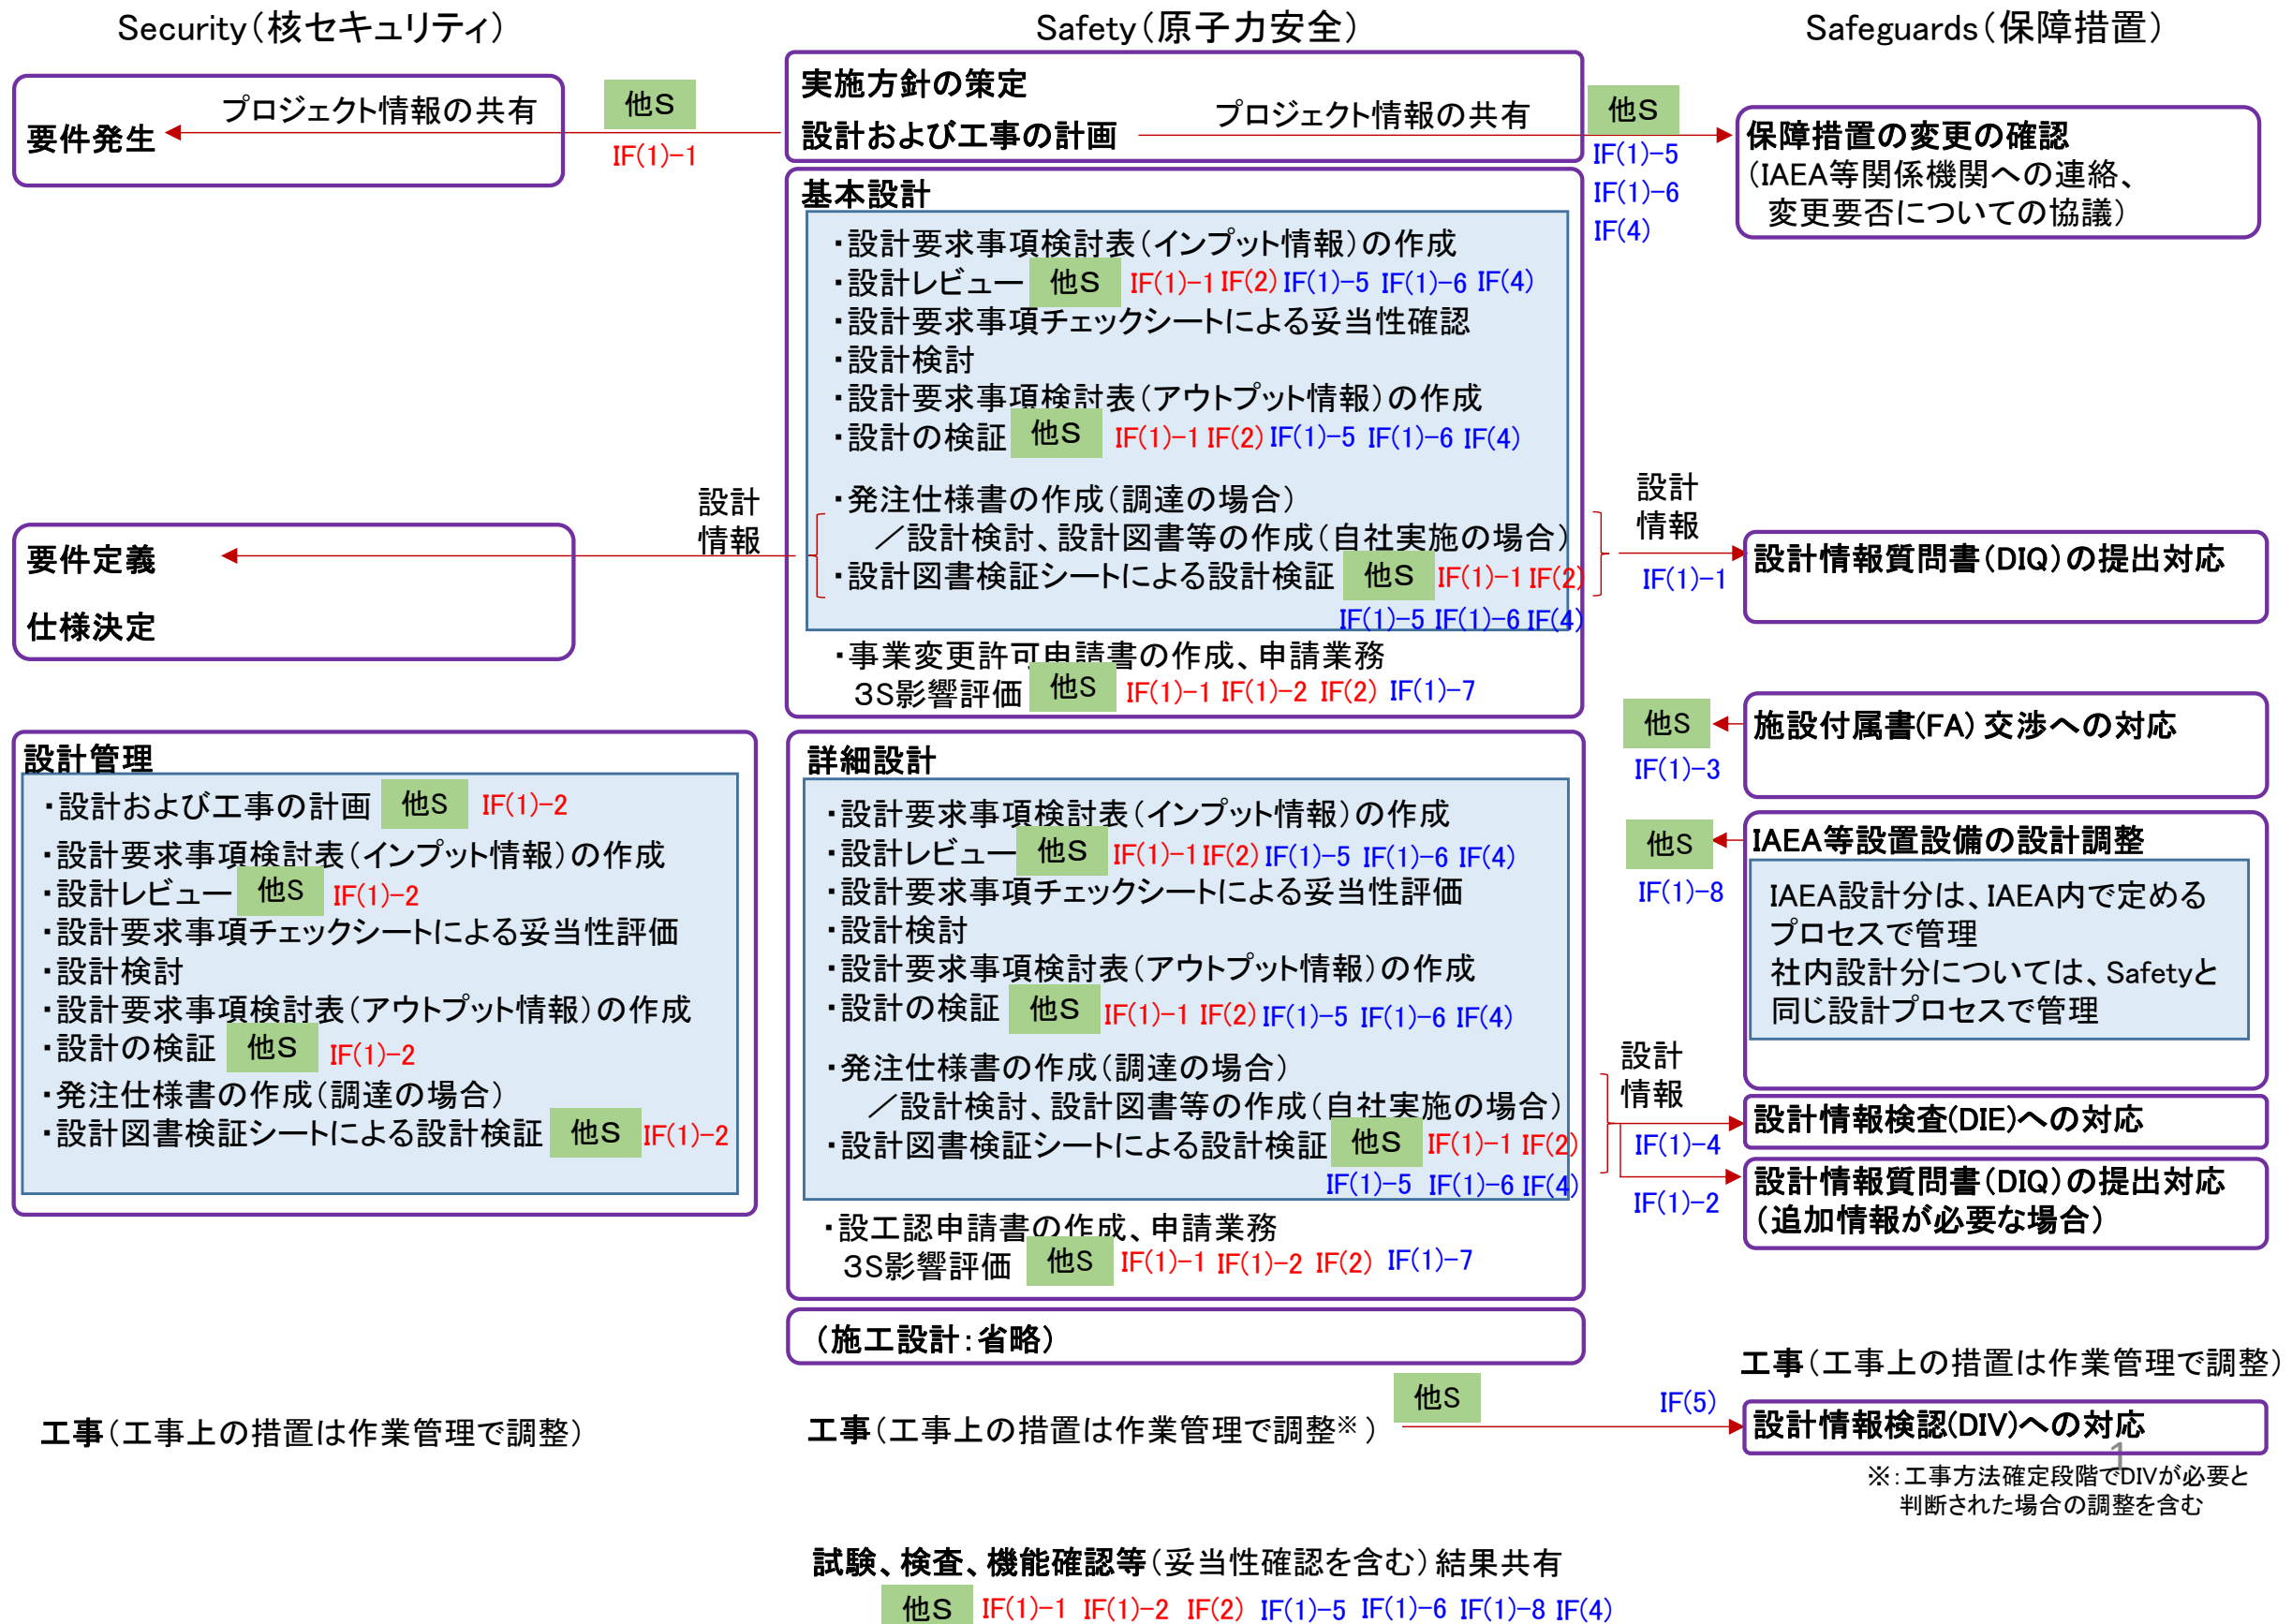 Security（核セキュリティ）
Safety（原子力安全）
Safeguards（保障措置）
プロジェクト情報の共有
要件発生
他S
IF(1)-1
実施方針の策定
設計および工事の計画
プロジェクト情報の共有
他S
IF(1)-5
IF(1)-6
IF(4)
保障措置の変更の確認
（IAEA等関係機関への連絡、
変更要否についての協議）
基本設計
・設計要求事項検討表（インプット情報）の作成
・設計レビュー 他S IF(1)-1 IF(2) IF(1)-5 IF(1)-6 IF(4)
・設計要求事項チェックシートによる妥当性確認
・設計検討
・設計要求事項検討表（アウトプット情報）の作成
・設計の検証 他S IF(1)-1 IF(2) IF(1)-5 IF(1)-6 IF(4)
・発注仕様書の作成（調達の場合）
／設計検討、設計図書等の作成（自社実施の場合）
・設計図書検証シートによる設計検証 他S IF(1)-1 IF(2)
IF(1)-5 IF(1)-6 IF(4)
・事業変更許可申請書の作成、申請業務
3S影響評価 他S IF(1)-1 IF(1)-2 IF(2) IF(1)-7
設計
情報
要件定義
仕様決定
設計
情報
IF(1)-1
設計情報質問書（DIQ）の提出対応
他S
IF(1)-3
施設付属書(FA) 交渉への対応
設計管理
・設計および工事の計画 他S IF(1)-2
・設計要求事項検討表（インプット情報）の作成
・設計レビュー 他S IF(1)-2
・設計要求事項チェックシートによる妥当性評価
・設計検討
・設計要求事項検討表（アウトプット情報）の作成
・設計の検証 他S IF(1)-2
・発注仕様書の作成（調達の場合）
・設計図書検証シートによる設計検証 他S IF(1)-2
詳細設計
・設計要求事項検討表（インプット情報）の作成
・設計レビュー 他S IF(1)-1 IF(2) IF(1)-5 IF(1)-6 IF(4)
・設計要求事項チェックシートによる妥当性評価
・設計検討
・設計要求事項検討表（アウトプット情報）の作成
・設計の検証 他S IF(1)-1 IF(2) IF(1)-5 IF(1)-6 IF(4)
・発注仕様書の作成（調達の場合）
／設計検討、設計図書等の作成（自社実施の場合）
・設計図書検証シートによる設計検証 他S IF(1)-1 IF(2)
IF(1)-5 IF(1)-6 IF(4)
・設工認申請書の作成、申請業務
3S影響評価 他S IF(1)-1 IF(1)-2 IF(2) IF(1)-7
他S
IF(1)-8
IAEA等設置設備の設計調整
IAEA設計分は、IAEA内で定める
プロセスで管理
社内設計分については、Safetyと
同じ設計プロセスで管理
設計
情報
IF(1)-4
設計情報検査(DIE)への対応
IF(1)-2
設計情報質問書（DIQ）の提出対応
（追加情報が必要な場合）
（施工設計：省略）
工事（工事上の措置は作業管理で調整）
工事（工事上の措置は作業管理で調整※）
他S
IF(5)
工事（工事上の措置は作業管理で調整）
設計情報検認(DIV)への対応
1
※：工事方法確定段階でDIVが必要と
判断された場合の調整を含む
試験、検査、機能確認等（妥当性確認を含む）結果共有
他S IF(1)-1 IF(1)-2 IF(2) IF(1)-5 IF(1)-6 IF(1)-8 IF(4)